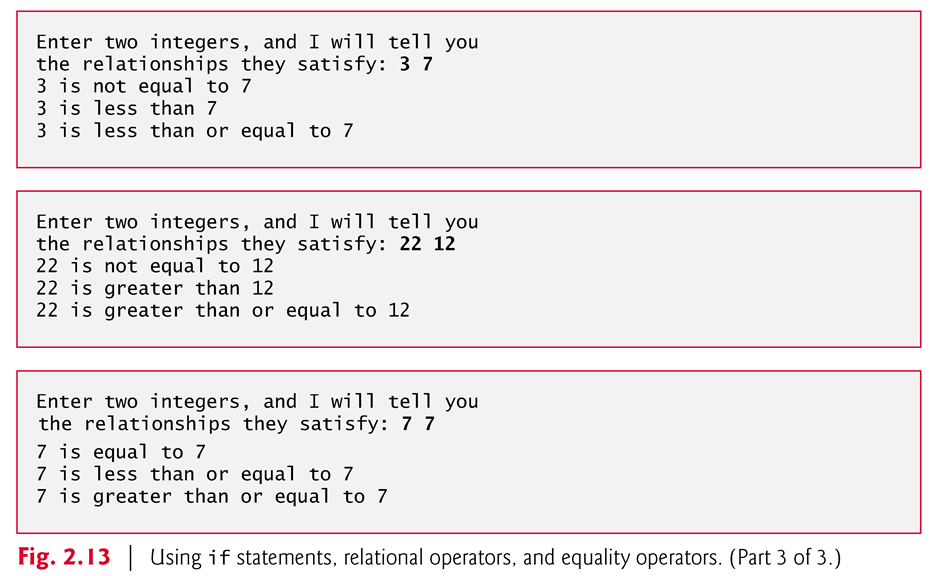 Enter two integers, and I will tell you
the relationships they satisfy: 3 7
3 is not equal to 7
3 is less than 7
3 is less than or equal to 7
Enter two integers, and I will tell you
the relationships they satisfy: 22 12
22 is not equal to 12
22 is greater than 12
22 is greater than or equal to 12
Enter two integers, and I will tell you
the relationships they satisfy: 7 7
7 is equal to 7
7 is less than or equal to 7
7 is greater than or equal to 7
Fig. 2.13 | Using if statements, relational operators, and equality operators. (Part 3 of 3.)